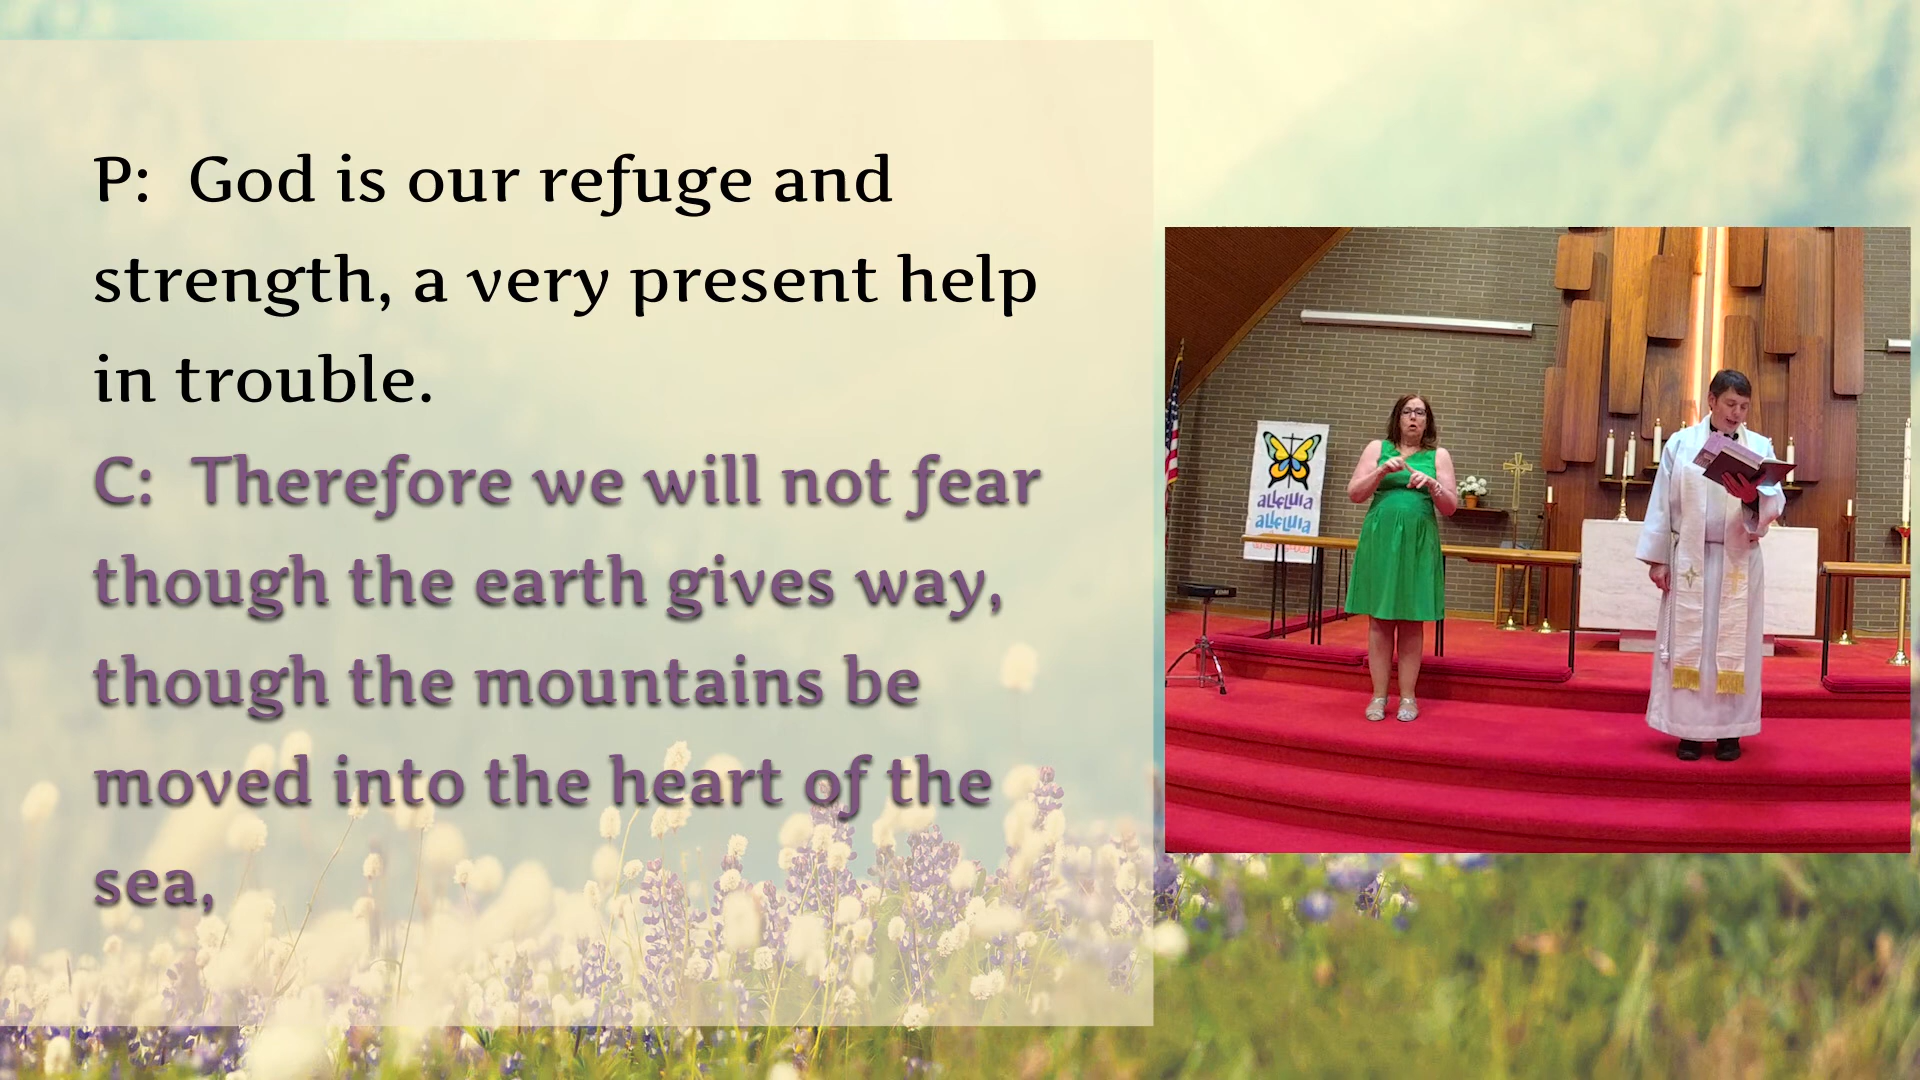 P:  God is our refuge and
strength, a very present help
in trouble.
C:  Therefore we will not fear
though the earth gives way,
though the mountains be
moved into the heart of the
sea,
alleluia
alleluia